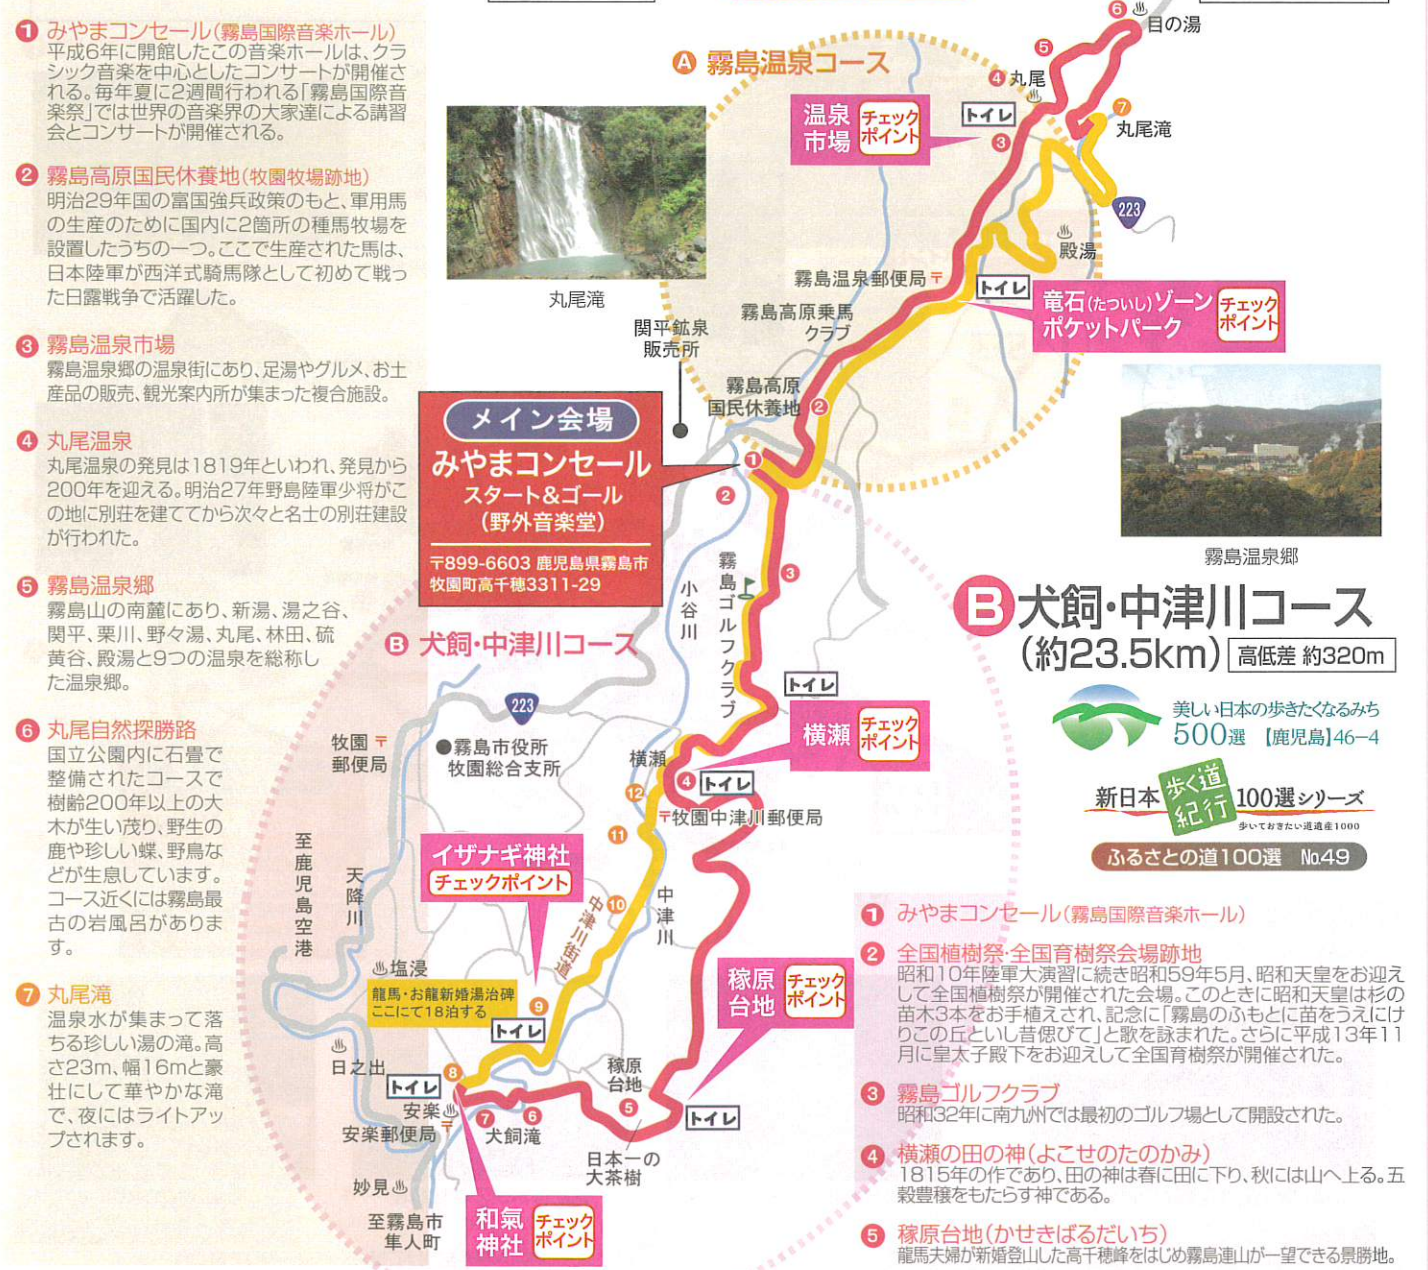 ① みやまコンセール(霧島国際音楽ホール)
平成6年に開館したこの音楽ホールは、クラ
シック音楽を中心としたコンサートが開催さ
れる。毎年夏に2週間行われる「霧島国際音
楽祭」では世界の音楽界の大家達による講習
会とコンサートが開催される。
② 霧島高原国民休養地(牧園牧場跡地)
明治29年国の富国強兵政策のもと、軍用馬
の生産のために国内に2箇所の種馬牧場を
設置したうちの一つ。ここで生産された馬は、
日本陸軍が西洋式騎馬隊として初めて戦っ
た日露戦争で活躍した。
③ 霧島温泉市場
霧島温泉郷の温泉街にあり、足湯やグルメ、お土
産品の販売、観光案内所が集まった複合施設。
④ 丸尾温泉
丸尾温泉の発見は1819年といわれ、発見から
200年を迎える。明治27年野島陸軍少将がこ
の地に別荘を建ててから次々と名士の別荘建設
が行われた。
⑤ 霧島温泉郷
霧島山の南麓にあり、新湯、湯之谷、
関平、栗川、野々湯、丸尾、林田、硫
黄谷、殿湯と9つの温泉を総称し
た温泉郷。
⑥ 丸尾自然探勝路
国立公園内に石畳で
整備されたコースで
樹齢200年以上の大
木が生い茂り、野生の
鹿や珍しい蝶、野鳥な
どが生息しています。
コース近くには霧島最
古の岩風呂がありま
す。
⑦ 丸尾滝
温泉水が集まって落
ちる珍しい湯の滝。高
さ23m、幅16mと豪
壮にして華やかな滝
で、夜にはライトアッ
プされます。
Ⓐ 霧島温泉コース
⑥
目の湯
⑤
④ 丸尾
⑦
丸尾滝
トイレ
③
温泉
市場
チェック
ポイント
223
殿湯
霧島温泉郵便局〒
トイレ
竜石(たついし)ゾーン
ポケットパーク
チェック
ポイント
霧島高原乗馬
クラブ
丸尾滝
関平鉱泉
販売所
霧島高原
国民休養地
②
メイン会場
みやまコンセール
スタート&ゴール
(野外音楽堂)
〒899-6603 鹿児島県霧島市
牧園町高千穂3311-29
①
②
霧島ゴルフクラブ
③
小谷川
霧島温泉郷
Ⓑ 犬飼・中津川コース
223
牧園〒
郵便局
●霧島市役所
牧園総合支所
トイレ
横瀬
チェック
ポイント
横瀬
④
トイレ
〒牧園中津川郵便局
⑫
⑪
⑩
イザナギ神社
チェックポイント
中津川街道
中津川
至鹿児島空港
天降川
塩浸
龍馬・お龍新婚湯治碑
ここにて18泊する
⑨
トイレ
稼原
台地
チェック
ポイント
日之出
トイレ
⑧
安楽
安楽郵便局〒
⑦
⑥
犬飼滝
稼原
台地
⑤
トイレ
日本一の
大茶樹
妙見
至霧島市
隼人町
和氣
神社
チェック
ポイント
Ⓑ犬飼・中津川コース
(約23.5km) 高低差 約320m
美しい日本の歩きたくなるみち
500選 【鹿児島】46-4
新日本
歩く道
紀行
100選シリーズ
歩いておきたい道遺産1000
ふるさとの道100選 No.49
① みやまコンセール(霧島国際音楽ホール)
② 全国植樹祭・全国育樹祭会場跡地
昭和10年陸軍大演習に続き昭和59年5月、昭和天皇をお迎え
して全国植樹祭が開催された会場。このときに昭和天皇は杉の
苗木3本をお手植えされ、記念に「霧島のふもとに苗をうえにけ
りこの丘といし昔偲びて」と歌を詠まれた。さらに平成13年11
月に皇太子殿下をお迎えして全国育樹祭が開催された。
③ 霧島ゴルフクラブ
昭和32年に南九州では最初のゴルフ場として開設された。
④ 横瀬の田の神(よこせのたのかみ)
1815年の作であり、田の神は春に田に下り、秋には山へ上る。五
穀豊穣をもたらす神である。
⑤ 稼原台地(かせきばるだいち)
龍馬夫婦が新婚登山した高千穂峰をはじめ霧島連山が一望できる景勝地。